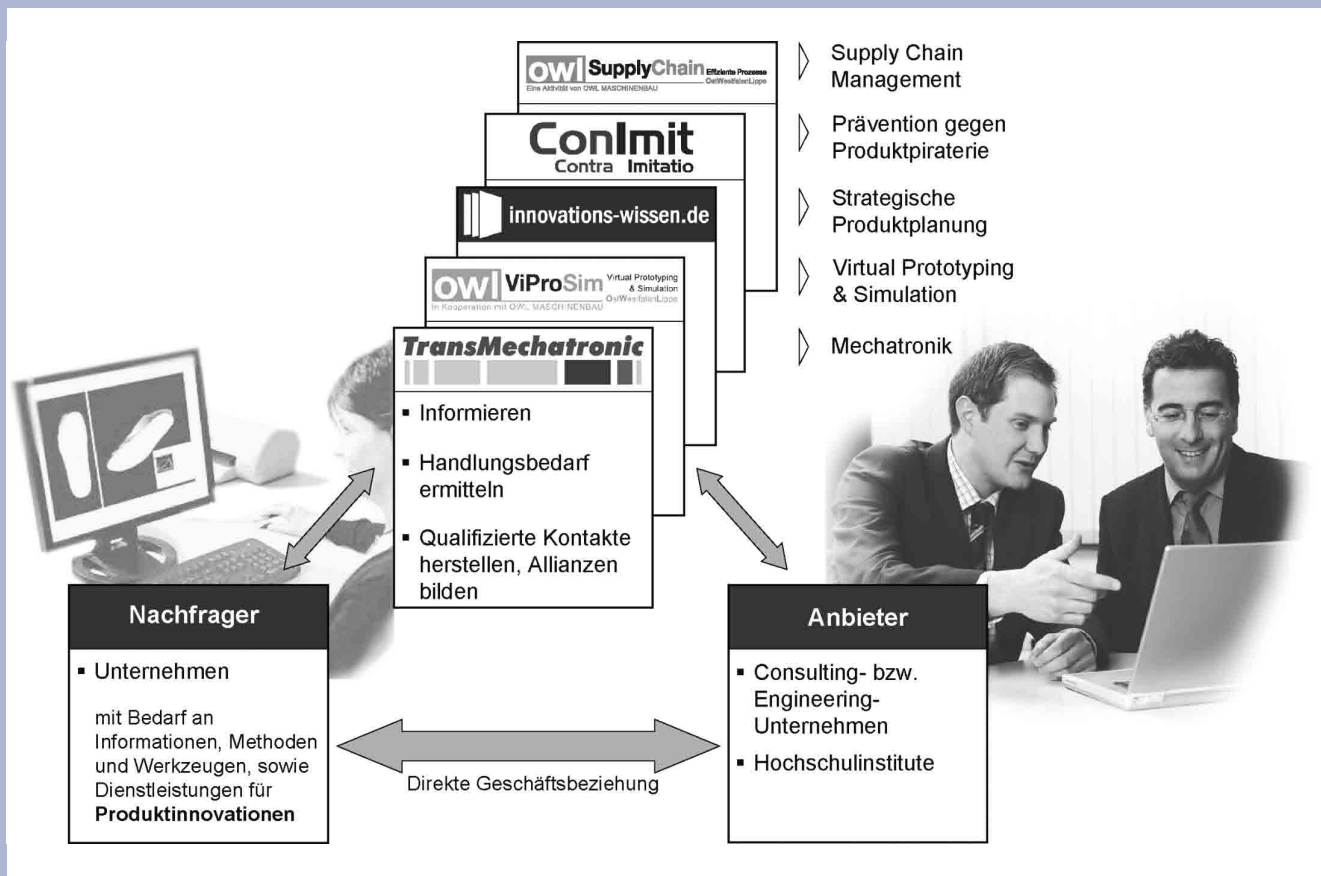 owl SupplyChain Effiziente Prozesse
OstWestfalenLippe
Eine Aktivität von OWL MASCHINENBAU
ConImit
Contra Imitatio
innovations-wissen.de
owl ViProSim Virtual Prototyping
& Simulation
OstWestfalenLippe
In Kooperation mit OWL MASCHINENBAU
TransMechatronic
▪ Informieren
▪ Handlungsbedarf
ermitteln
▪ Qualifizierte Kontakte
herstellen, Allianzen
bilden
Supply Chain
Management
Prävention gegen
Produktpiraterie
Strategische
Produktplanung
Virtual Prototyping
& Simulation
Mechatronik
Nachfrager
▪ Unternehmen
mit Bedarf an
Informationen, Methoden
und Werkzeugen, sowie
Dienstleistungen für
Produktinnovationen
Direkte Geschäftsbeziehung
Anbieter
▪ Consulting- bzw.
Engineering-
Unternehmen
▪ Hochschulinstitute